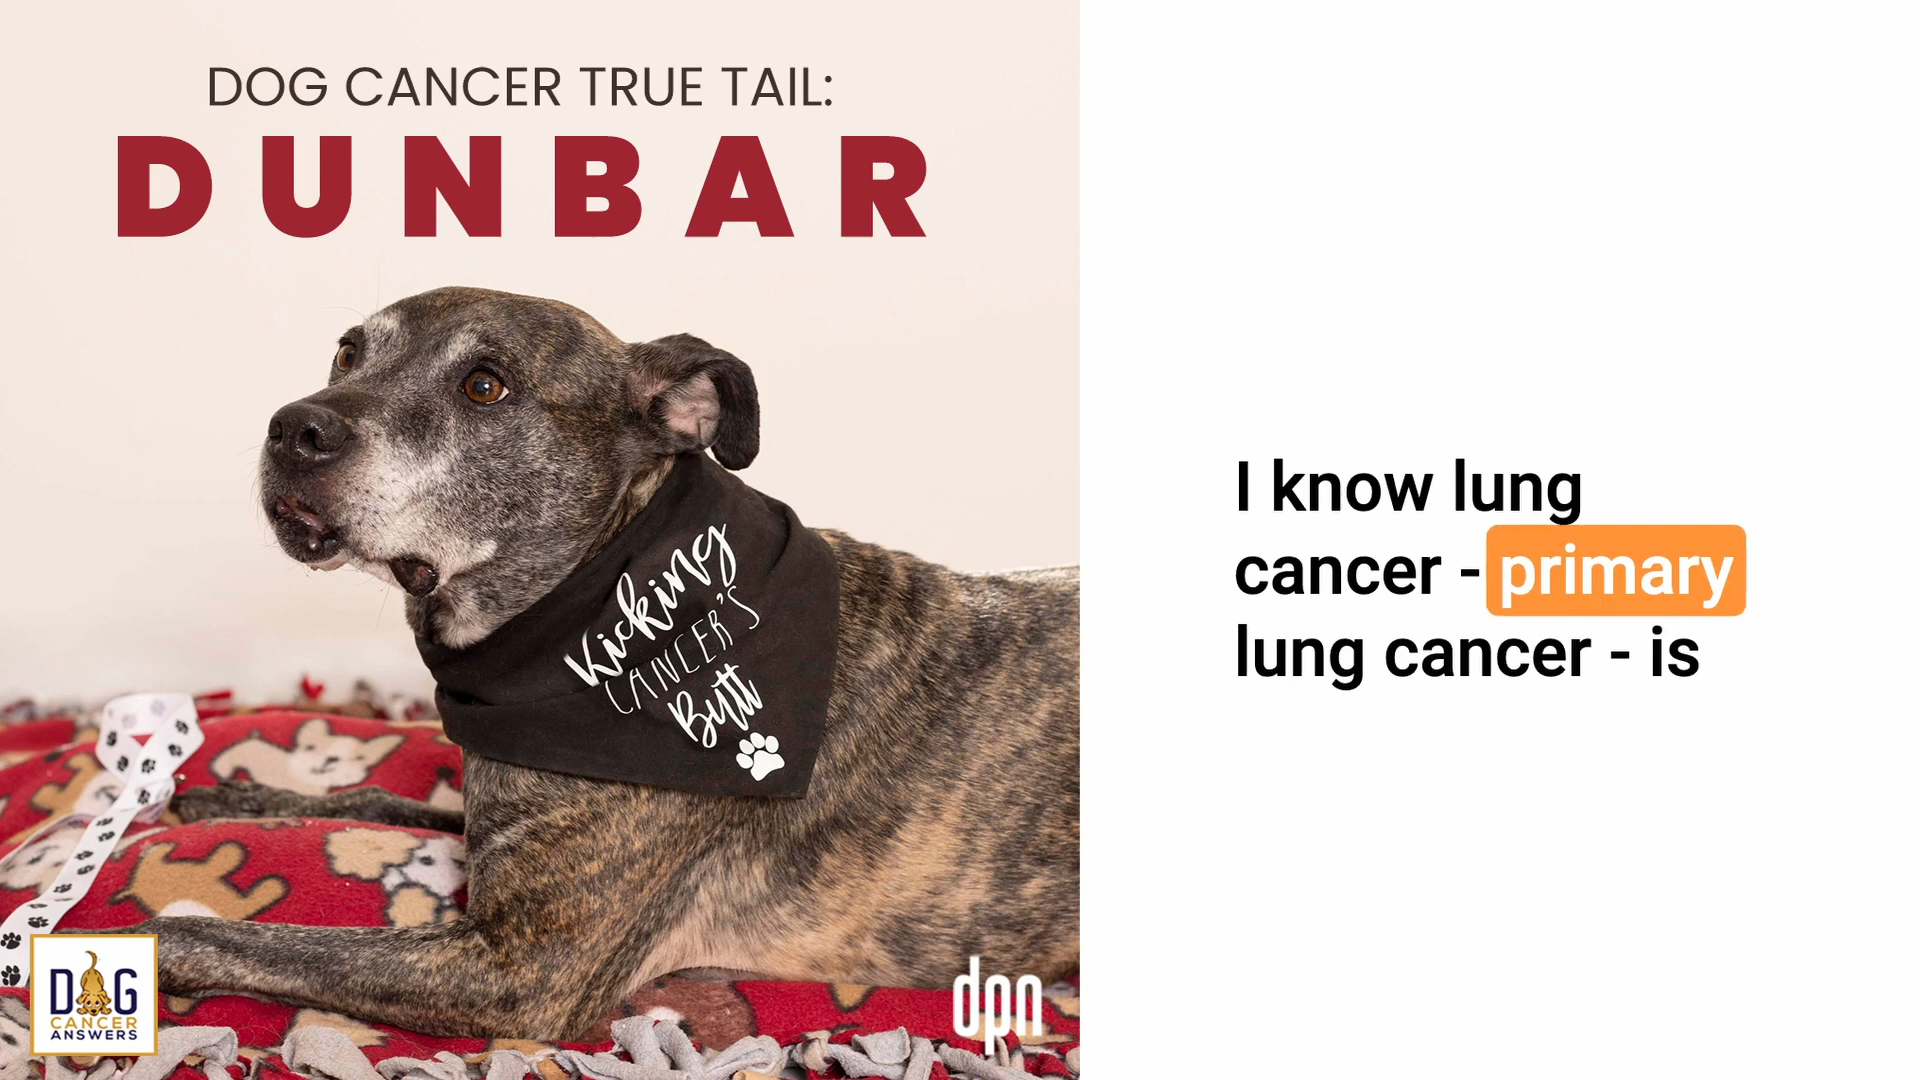 DOG CANCER TRUE TAIL:
DUNBAR
Kicking
CANCER'S
Butt
DOG
CANCER
ANSWERS
dpn
I know lung
cancer - primary
lung cancer - is